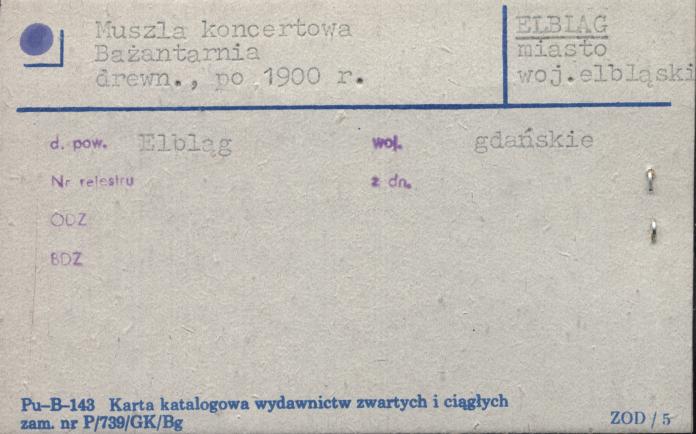 Muszla koncertowa
Bażantarnia
drewn., po 1900 r.
ELBLĄG
miasto
woj.elbląski
d. pow. Elbląg woj. gdańskie
Nr rejestru z dn.
ODZ
BDZ
Pu–B–143 Karta katalogowa wydawnictw zwartych i ciągłych
zam. nr P/739/GK/Bg
ZOD / 5